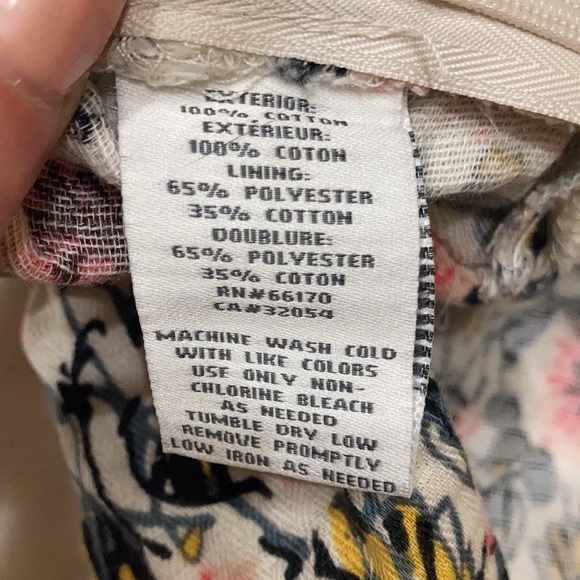 EXTERIOR:
100% COTTON
EXTÉRIEUR:
100% COTON
LINING:
65% POLYESTER
35% COTTON
DOUBLURE:
65% POLYESTER
35% COTON
RN#66170
CA#32054
MACHINE WASH COLD
WITH LIKE COLORS
USE ONLY NON-
CHLORINE BLEACH
AS NEEDED
TUMBLE DRY LOW
REMOVE PROMPTLY
LOW IRON AS NEEDED